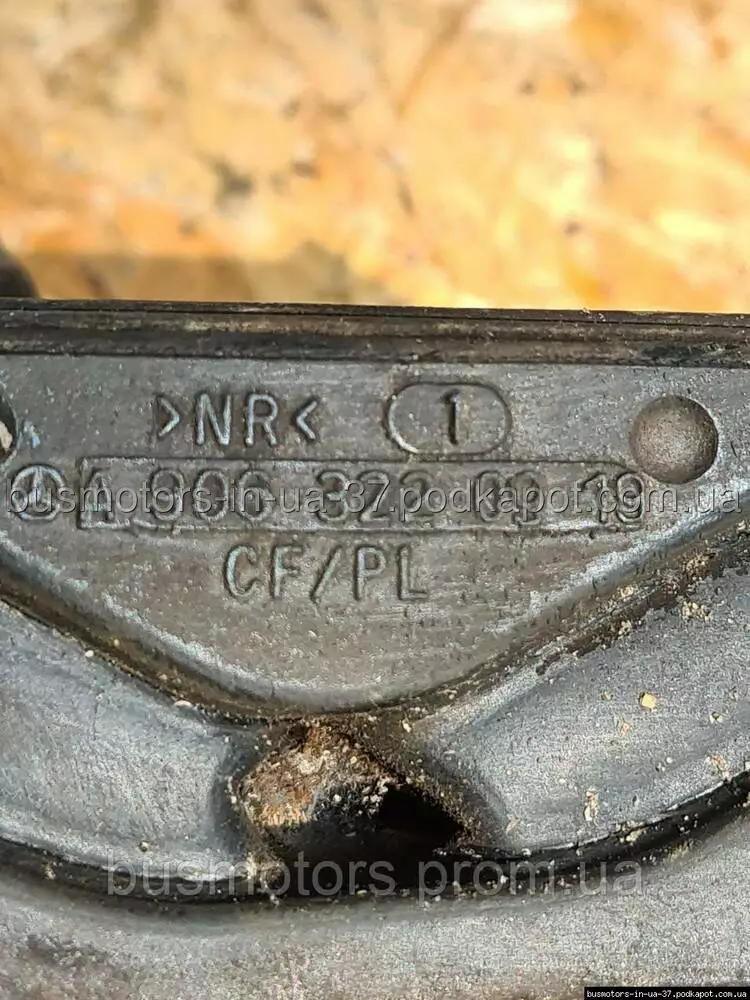 >NR< 1
A 906 322 03 19
busmotors-in-ua-37.podkapot.com.ua
CF/PL
busmotors prom ua
busmotors-in-ua-37.podkapot.com.ua